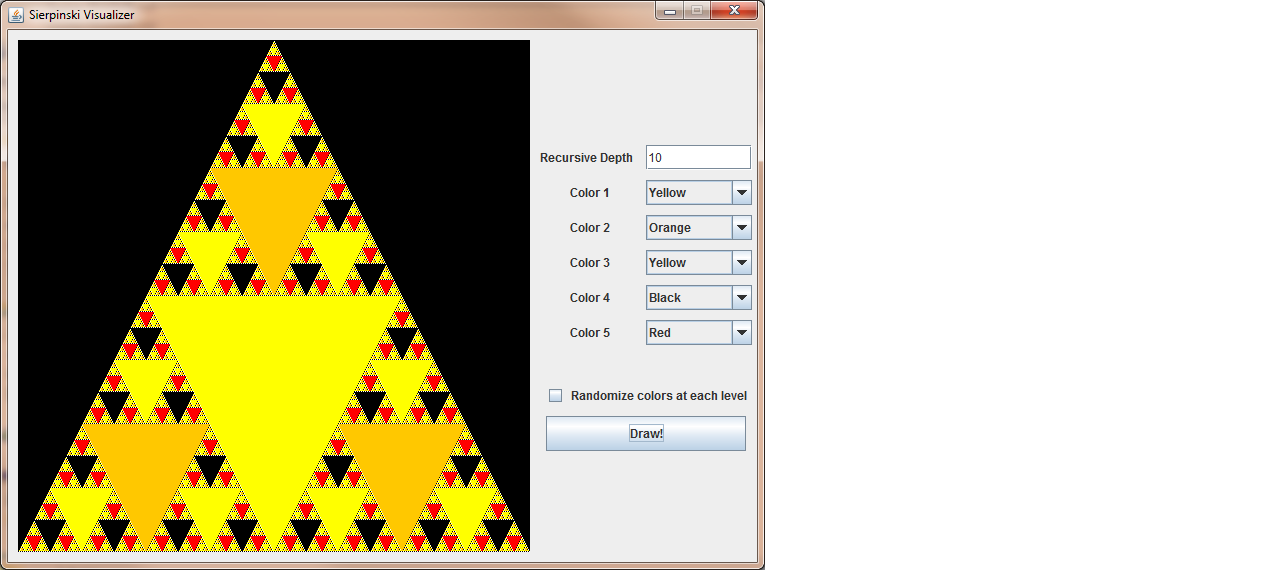 Sierpinski Visualizer
Recursive Depth 10
Color 1 Yellow
Color 2 Orange
Color 3 Yellow
Color 4 Black
Color 5 Red
Randomize colors at each level
Draw!